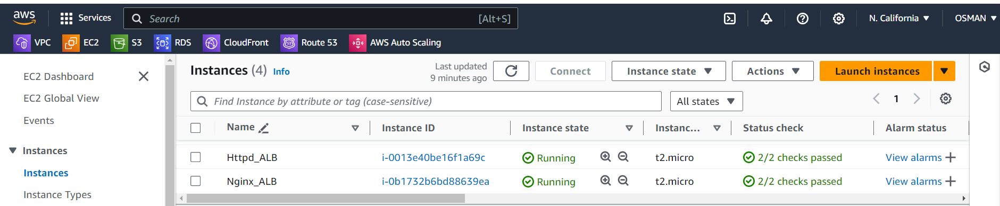 aws Services Search [Alt+S] N. California OSMAN
VPC EC2 S3 RDS CloudFront 53 Route 53 AWS Auto Scaling
EC2 Dashboard
EC2 Global View
Events
Instances
Instances
Instance Types
Instances (4) Info Last updated 9 minutes ago Connect Instance state Actions Launch instances
Find Instance by attribute or tag (case-sensitive) All states 1
Name Instance ID Instance state Instanc... Status check Alarm status
Httpd_ALB i-0013e40be16f1a69c Running t2.micro 2/2 checks passed View alarms
Nginx_ALB i-0b1732b6bd88639ea Running t2.micro 2/2 checks passed View alarms